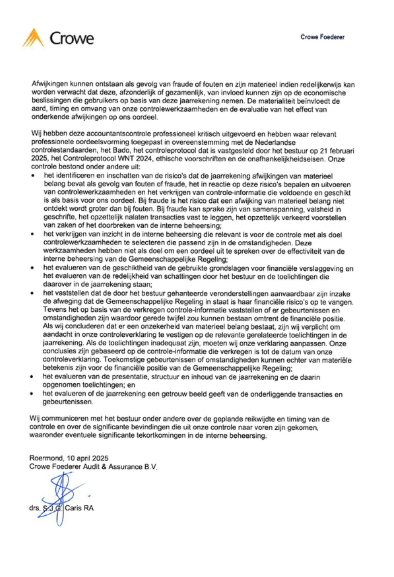 Crowe
Crowe Foederer
Afwijkingen kunnen ontstaan als gevolg van fraude of fouten en zijn materieel indien redelijkerwijs kan
worden verwacht dat deze, afzonderlijk of gezamenlijk, van invloed kunnen zijn op de economische
beslissingen die gebruikers op basis van deze jaarrekening nemen. De materialiteit beïnvloedt de
aard, timing en omvang van onze controlewerkzaamheden en de evaluatie van het effect van
onderkende afwijkingen op ons oordeel.
Wij hebben deze accountantscontrole professioneel kritisch uitgevoerd en hebben waar relevant
professionele oordeelsvorming toegepast in overeenstemming met de Nederlandse
controlestandaarden, het Bado, het controleprotocol dat is vastgesteld door het bestuur op 21 februari
2025, het Controleprotocol WNT 2024, ethische voorschriften en de onafhankelijkheidseisen. Onze
controle bestond onder andere uit:
• het identificeren en inschatten van de risico's dat de jaarrekening afwijkingen van materieel
belang bevat als gevolg van fouten of fraude, het in reactie op deze risico's bepalen en uitvoeren
van controlewerkzaamheden en het verkrijgen van controle-informatie die voldoende en geschikt
is als basis voor ons oordeel. Bij fraude is het risico dat een afwijking van materieel belang niet
ontdekt wordt groter dan bij fouten. Bij fraude kan sprake zijn van samenspanning, valsheid in
geschrifte, het opzettelijk nalaten transacties vast te leggen, het opzettelijk verkeerd voorstellen
van zaken of het doorbreken van de interne beheersing;
• het verkrijgen van inzicht in de interne beheersing die relevant is voor de controle met als doel
controlewerkzaamheden te selecteren die passend zijn in de omstandigheden. Deze
werkzaamheden hebben niet als doel om een oordeel uit te spreken over de effectiviteit van de
interne beheersing van de Gemeenschappelijke Regeling;
• het evalueren van de geschiktheid van de gebruikte grondslagen voor financiële verslaggeving en
het evalueren van de redelijkheid van schattingen door het bestuur en de toelichtingen die
daarover in de jaarrekening staan;
• het vaststellen dat de door het bestuur gehanteerde veronderstellingen aanvaardbaar zijn inzake
de afweging dat de Gemeenschappelijke Regeling in staat is haar financiële risico's op te vangen.
Tevens het op basis van de verkregen controle-informatie vaststellen of er gebeurtenissen en
omstandigheden zijn waardoor gerede twijfel zou kunnen bestaan omtrent de financiële positie.
Als wij concluderen dat er een onzekerheid van materieel belang bestaat, zijn wij verplicht om
aandacht in onze controleverklaring te vestigen op de relevante gerelateerde toelichtingen in de
jaarrekening. Als de toelichtingen inadequaat zijn, moeten wij onze verklaring aanpassen. Onze
conclusies zijn gebaseerd op de controle-informatie die verkregen is tot de datum van onze
controleverklaring. Toekomstige gebeurtenissen of omstandigheden kunnen echter van materiële
betekenis zijn voor de financiële positie van de Gemeenschappelijke Regeling;
• het evalueren van de presentatie, structuur en inhoud van de jaarrekening en de daarin
opgenomen toelichtingen; en
• het evalueren of de jaarrekening een getrouw beeld geeft van de onderliggende transacties en
gebeurtenissen.
Wij communiceren met het bestuur onder andere over de geplande reikwijdte en timing van de
controle en over de significante bevindingen die uit onze controle naar voren zijn gekomen,
waaronder eventuele significante tekortkomingen in de interne beheersing.
Roermond, 10 april 2025
Crowe Foederer Audit & Assurance B.V.
drs. Caris RA